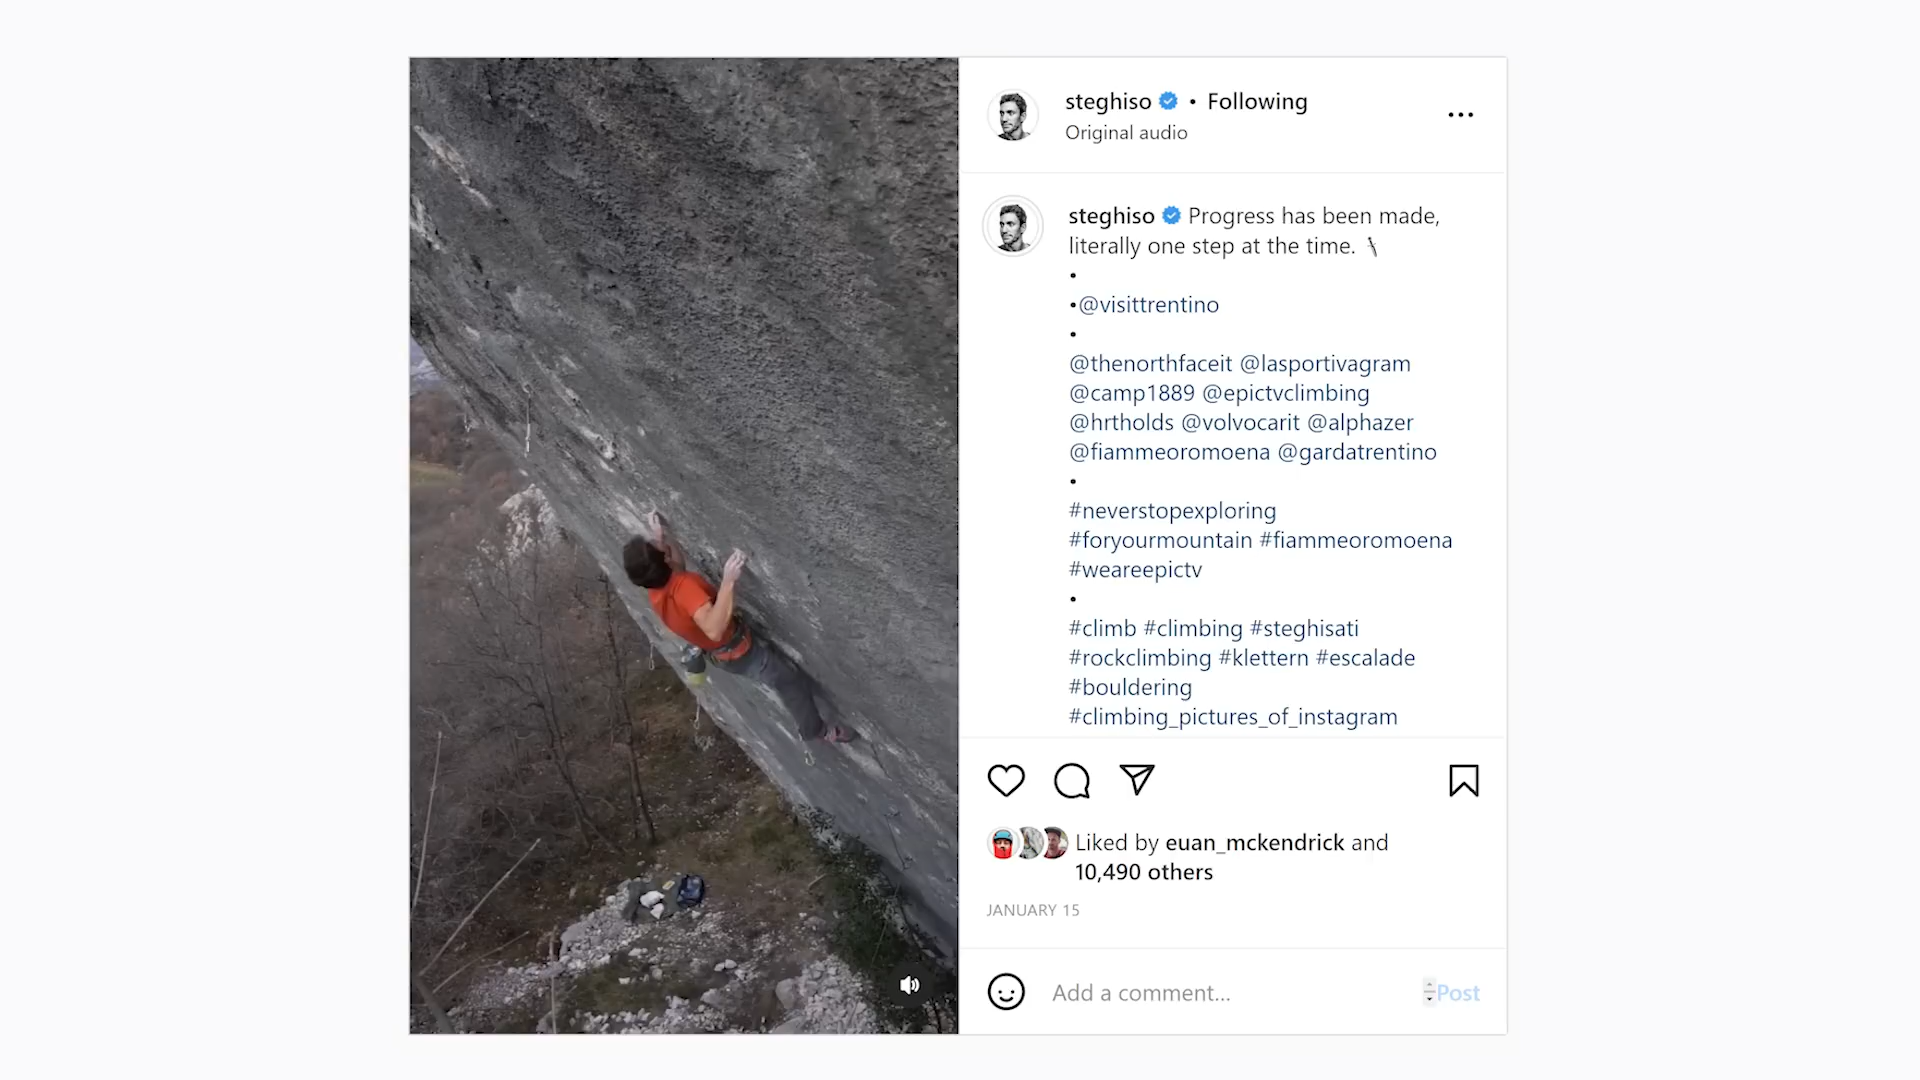 steghiso • Following
Original audio
steghiso Progress has been made,
literally one step at the time.
•
•@visittrentino
•
@thenorthfaceit @lasportivagram
@camp1889 @epictvclimbing
@hrtholds @volvocarit @alphazer
@fiammeoromoena @gardatrentino
•
#neverstopexploring
#foryourmountain #fiammeoromoena
#weareepictv
•
#climb #climbing #steghisati
#rockclimbing #klettern #escalade
#bouldering
#climbing_pictures_of_instagram
Liked by euan_mckendrick and
10,490 others
JANUARY 15
Add a comment... Post